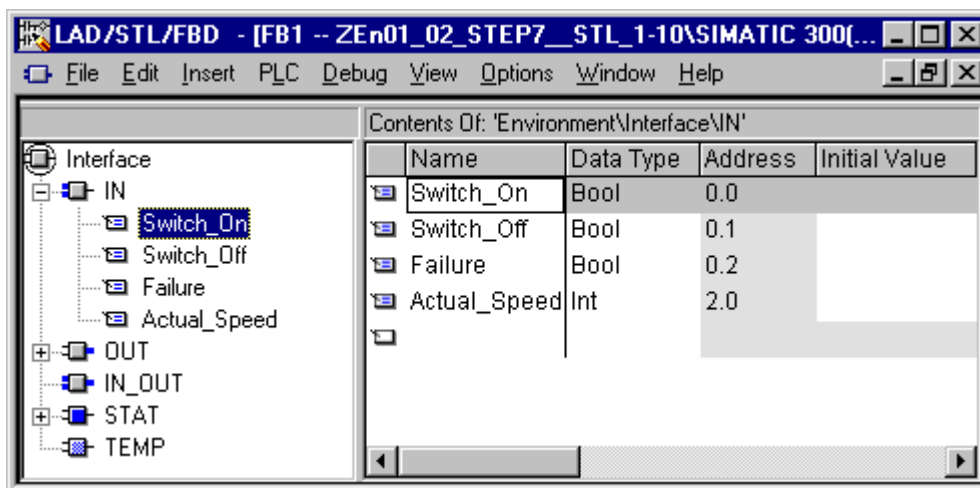 LAD/STL/FBD - [FB1 -- ZEn01_02_STEP7__STL_1-10\SIMATIC 300(...
File Edit Insert PLC Debug View Options Window Help
Contents Of: 'Environment\Interface\IN'
Interface
IN
Switch_On
Switch_Off
Failure
Actual_Speed
OUT
IN_OUT
STAT
TEMP
Name Data Type Address Initial Value
Switch_On Bool 0.0
Switch_Off Bool 0.1
Failure Bool 0.2
Actual_Speed Int 2.0